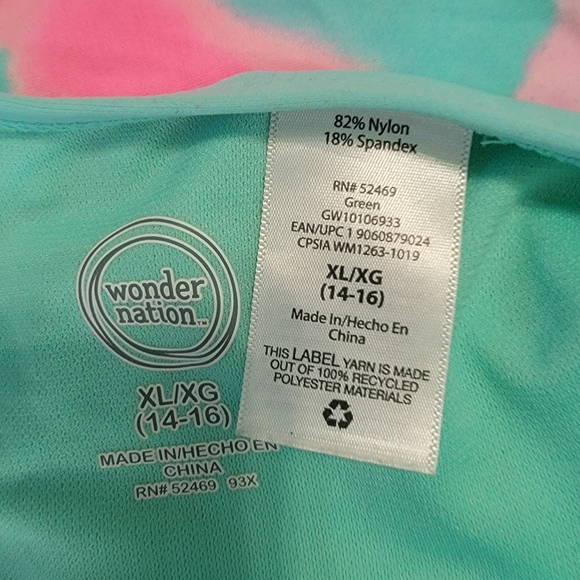 82% Nylon
18% Spandex
RN# 52469
Green
GW10106933
EAN/UPC 1 9060879024
CPSIA WM1263-1019
XL/XG
(14-16)
Made In/Hecho En
China
THIS LABEL YARN IS MADE
OUT OF 100% RECYCLED
POLYESTER MATERIALS
wonder
nation™
XL/XG
(14-16)
MADE IN/HECHO EN
CHINA
RN# 52469 93X